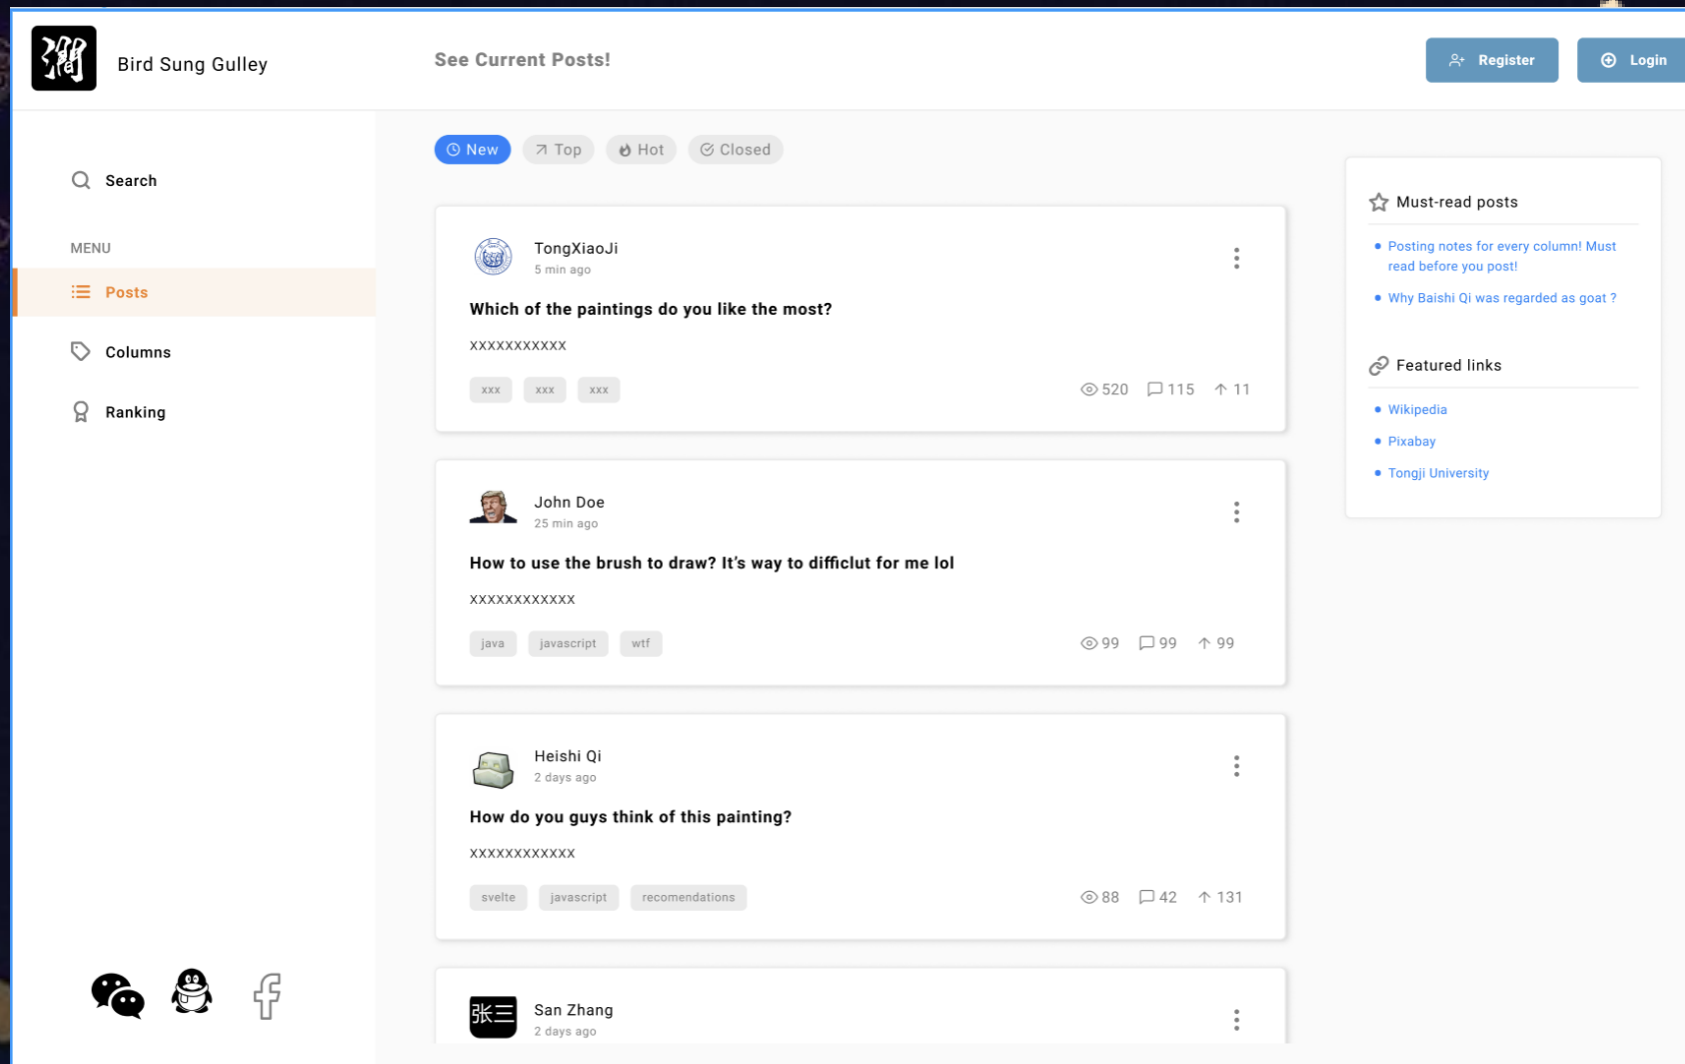 澗
Bird Sung Gulley
See Current Posts!
Register
Login
Search
MENU
Posts
Columns
Ranking
New
Top
Hot
Closed
TongXiaoJi
5 min ago
Which of the paintings do you like the most?
xxxxxxxxxxx
xxx
xxx
xxx
520
115
11
John Doe
25 min ago
How to use the brush to draw? It’s way to difficlut for me lol
xxxxxxxxxxxx
java
javascript
wtf
99
99
99
Heishi Qi
2 days ago
How do you guys think of this painting?
xxxxxxxxxxxx
svelte
javascript
recomendations
88
42
131
张三
San Zhang
2 days ago
Must-read posts
Posting notes for every column! Must
read before you post!
Why Baishi Qi was regarded as goat ?
Featured links
Wikipedia
Pixabay
Tongji University